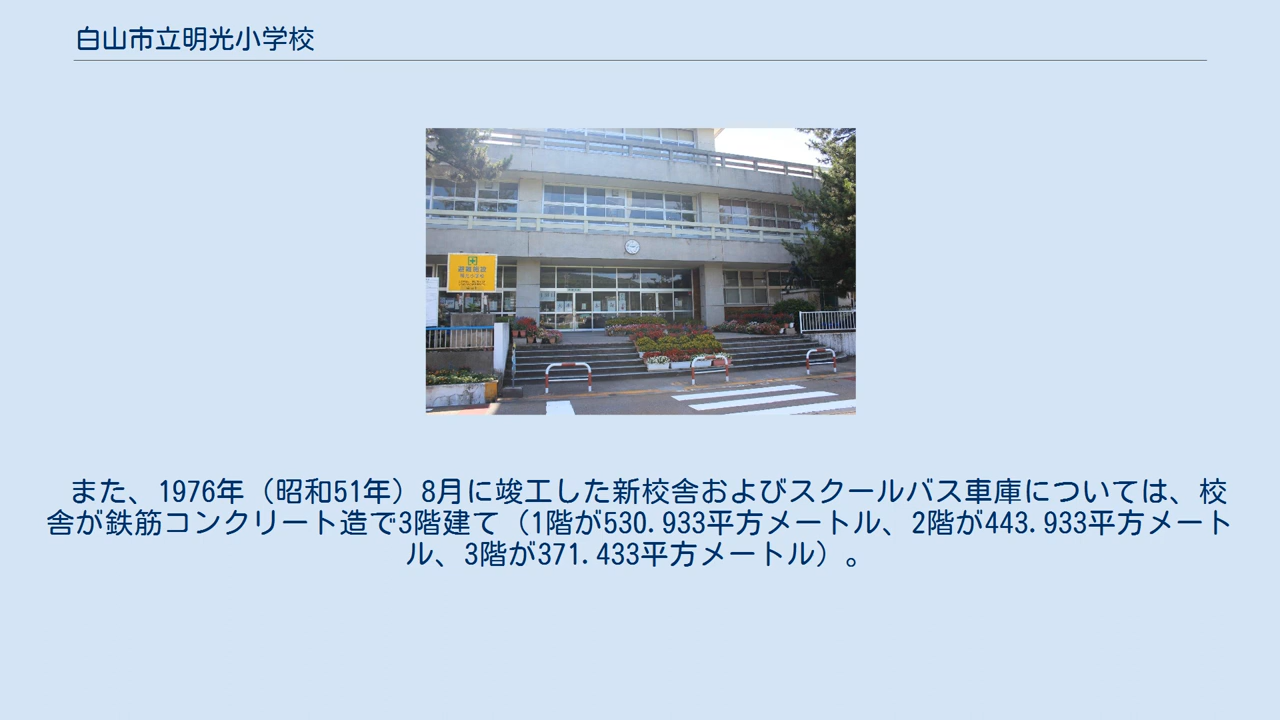 白山市立明光小学校
避難地図
また、1976年（昭和51年）8月に竣工した新校舎およびスクールバス車庫については、校
舎が鉄筋コンクリート造で3階建て（1階が530.933平方メートル、2階が443.933平方メート
ル、3階が371.433平方メートル）。